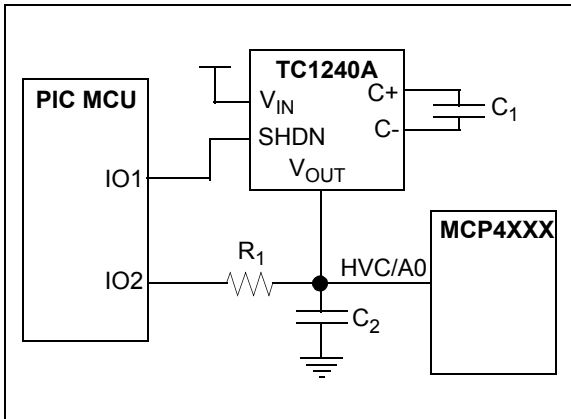 TC1240A
PIC MCU
V_IN
C+
C-
C_1
SHDN
V_OUT
IO1
MCP4XXX
R_1
HVC/A0
IO2
C_2